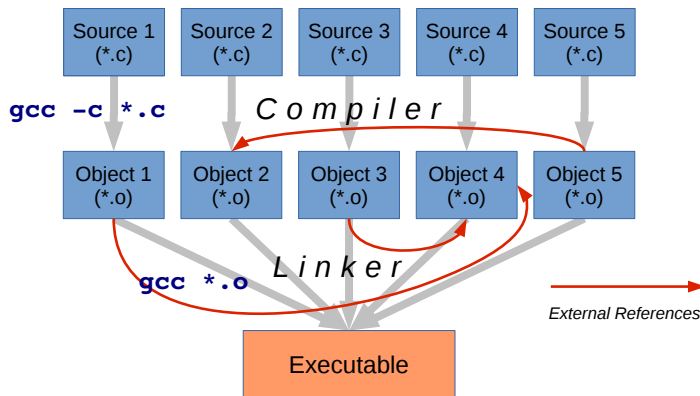 Source 1 Source 2 Source 3 Source 4 Source 5
(*.c) (*.c) (*.c) (*.c) (*.c)
gcc -c *.c
Compiler
Object 1 Object 2 Object 3 Object 4 Object 5
(*.o) (*.o) (*.o) (*.o) (*.o)
Linker
gcc *.o
External References
Executable